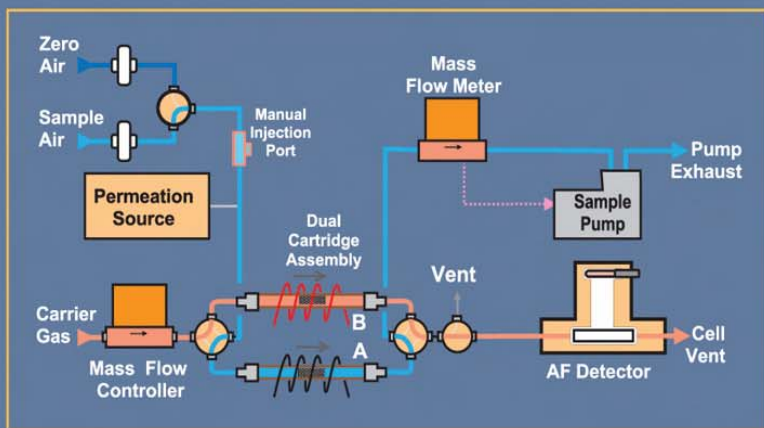 Zero
Air
Sample
Air
Manual
Injection
Port
Mass
Flow Meter
Pump
Exhaust
Permeation
Source
Sample
Pump
Dual
Cartridge
Assembly
Vent
Carrier
Gas
B
A
Mass Flow
Controller
AF Detector
Cell
Vent